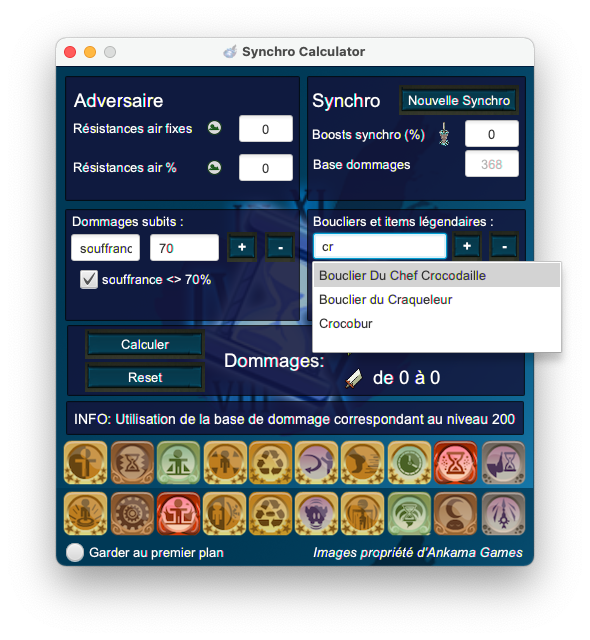 Synchro Calculator
Adversaire
Résistances air fixes 0
Résistances air % 0
Synchro Nouvelle Synchro
Boosts synchro (%) 0
Base dommages 368
Dommages subits :
souffranc 70 + -
souffrance <> 70%
Boucliers et items légendaires :
cr + -
Bouclier Du Chef Crocodaille
Bouclier du Craqueleur
Crocobur
Calculer
Reset
Dommages:
de 0 à 0
INFO: Utilisation de la base de dommage correspondant au niveau 200
Garder au premier plan
Images propriété d'Ankama Games